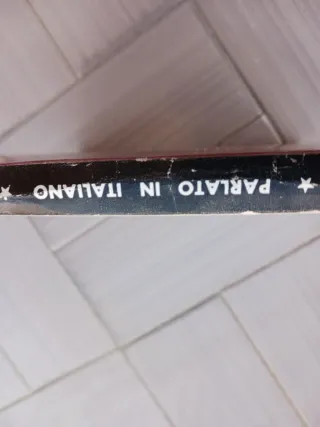 ★ PARLATO IN ITALIANO ★